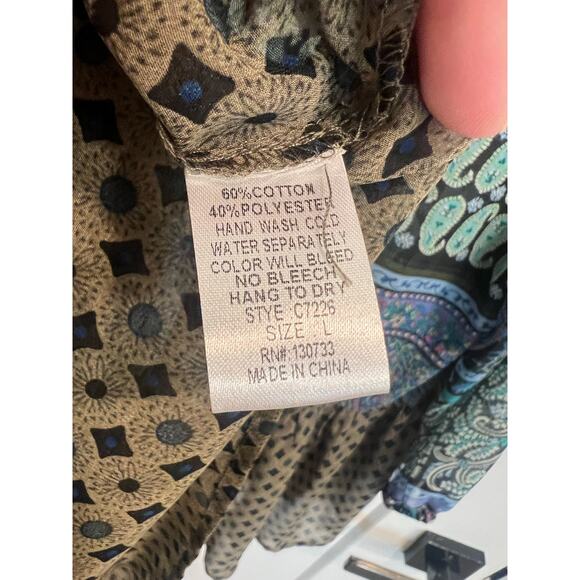 60%COTTON
40%POLYESTER
HAND WASH COLD
WATER SEPARATELY
COLOR WILL BLEED
NO BLEECH
HANG TO DRY
STYE : C7226
SIZE : L
RN#:130733
MADE IN CHINA